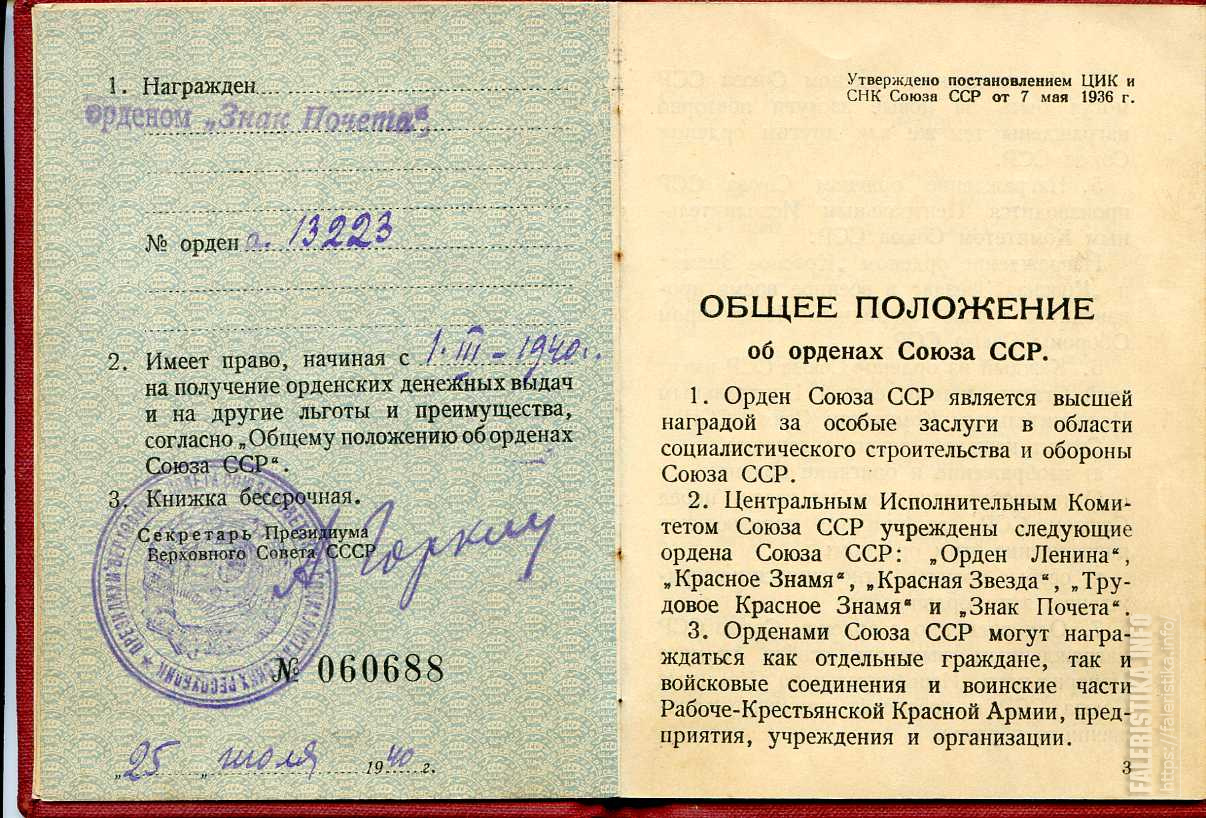 1. Награжден
орденом „Знак Почета“
№ орден а. 13223
2. Имеет право, начиная с 1. III – 1940 г.
на получение орденских денежных выдач
и на другие льготы и преимущества,
согласно „Общему положению об орденах
Союза ССР“.
3. Книжка бессрочная.
Секретарь Президиума
Верховного Совета СССР
А Горкин
№ 060688
„25 „ июля 1940 г.
Утверждено постановлением ЦИК и
СНК Союза ССР от 7 мая 1936 г.
ОБЩЕЕ ПОЛОЖЕНИЕ
об орденах Союза ССР.
1. Орден Союза ССР является высшей
наградой за особые заслуги в области
социалистического строительства и обороны
Союза ССР.
2. Центральным Исполнительным Коми-
тетом Союза ССР учреждены следующие
ордена Союза ССР: „Орден Ленина“,
„Красное Знамя“, „Красная Звезда“, „Тру-
довое Красное Знамя“ и „Знак Почета“.
3. Орденами Союза ССР могут награ-
ждаться как отдельные граждане, так и
войсковые соединения и воинские части
Рабоче-Крестьянской Красной Армии, пред-
приятия, учреждения и организации.
3
FALERISTIKA.INFO
https://faleristika.info